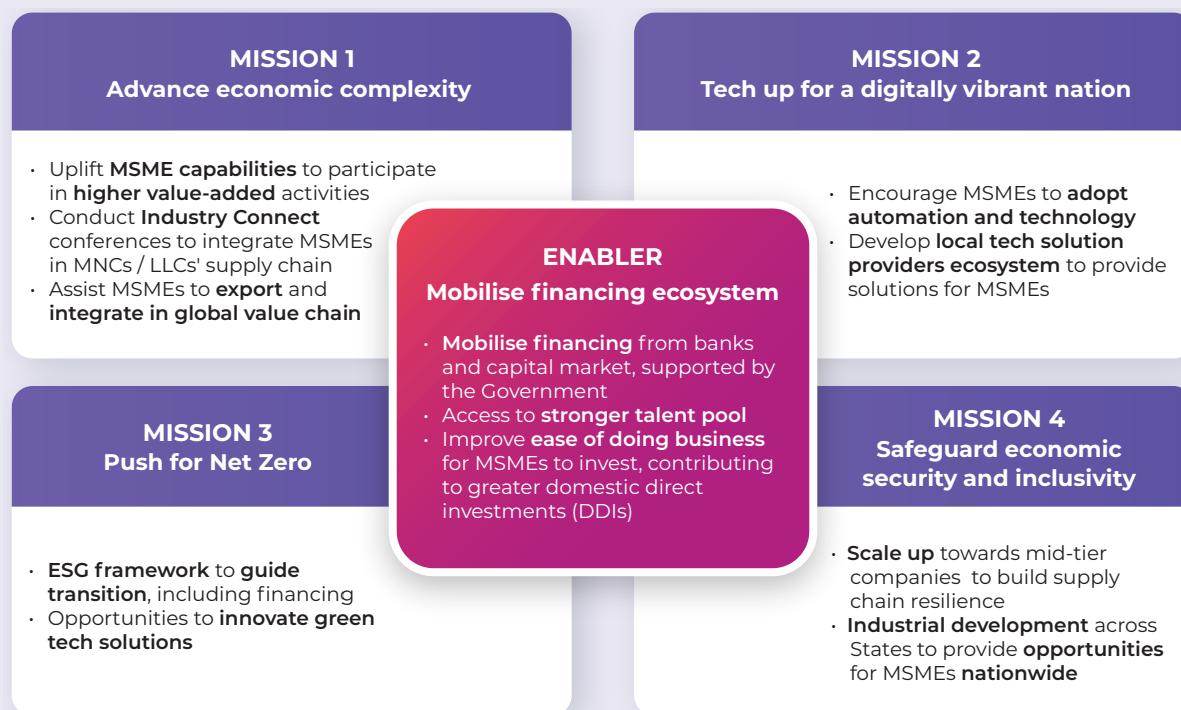 MISSION 1
Advance economic complexity
• Uplift MSME capabilities to participate
in higher value-added activities
• Conduct Industry Connect
conferences to integrate MSMEs
in MNCs / LLCs' supply chain
• Assist MSMEs to export and
integrate in global value chain
MISSION 2
Tech up for a digitally vibrant nation
• Encourage MSMEs to adopt
automation and technology
• Develop local tech solution
providers ecosystem to provide
solutions for MSMEs
ENABLER
Mobilise financing ecosystem
• Mobilise financing from banks
and capital market, supported by
the Government
• Access to stronger talent pool
• Improve ease of doing business
for MSMEs to invest, contributing
to greater domestic direct
investments (DDIs)
MISSION 3
Push for Net Zero
• ESG framework to guide
transition, including financing
• Opportunities to innovate green
tech solutions
MISSION 4
Safeguard economic
security and inclusivity
• Scale up towards mid-tier
companies to build supply
chain resilience
• Industrial development across
States to provide opportunities
for MSMEs nationwide